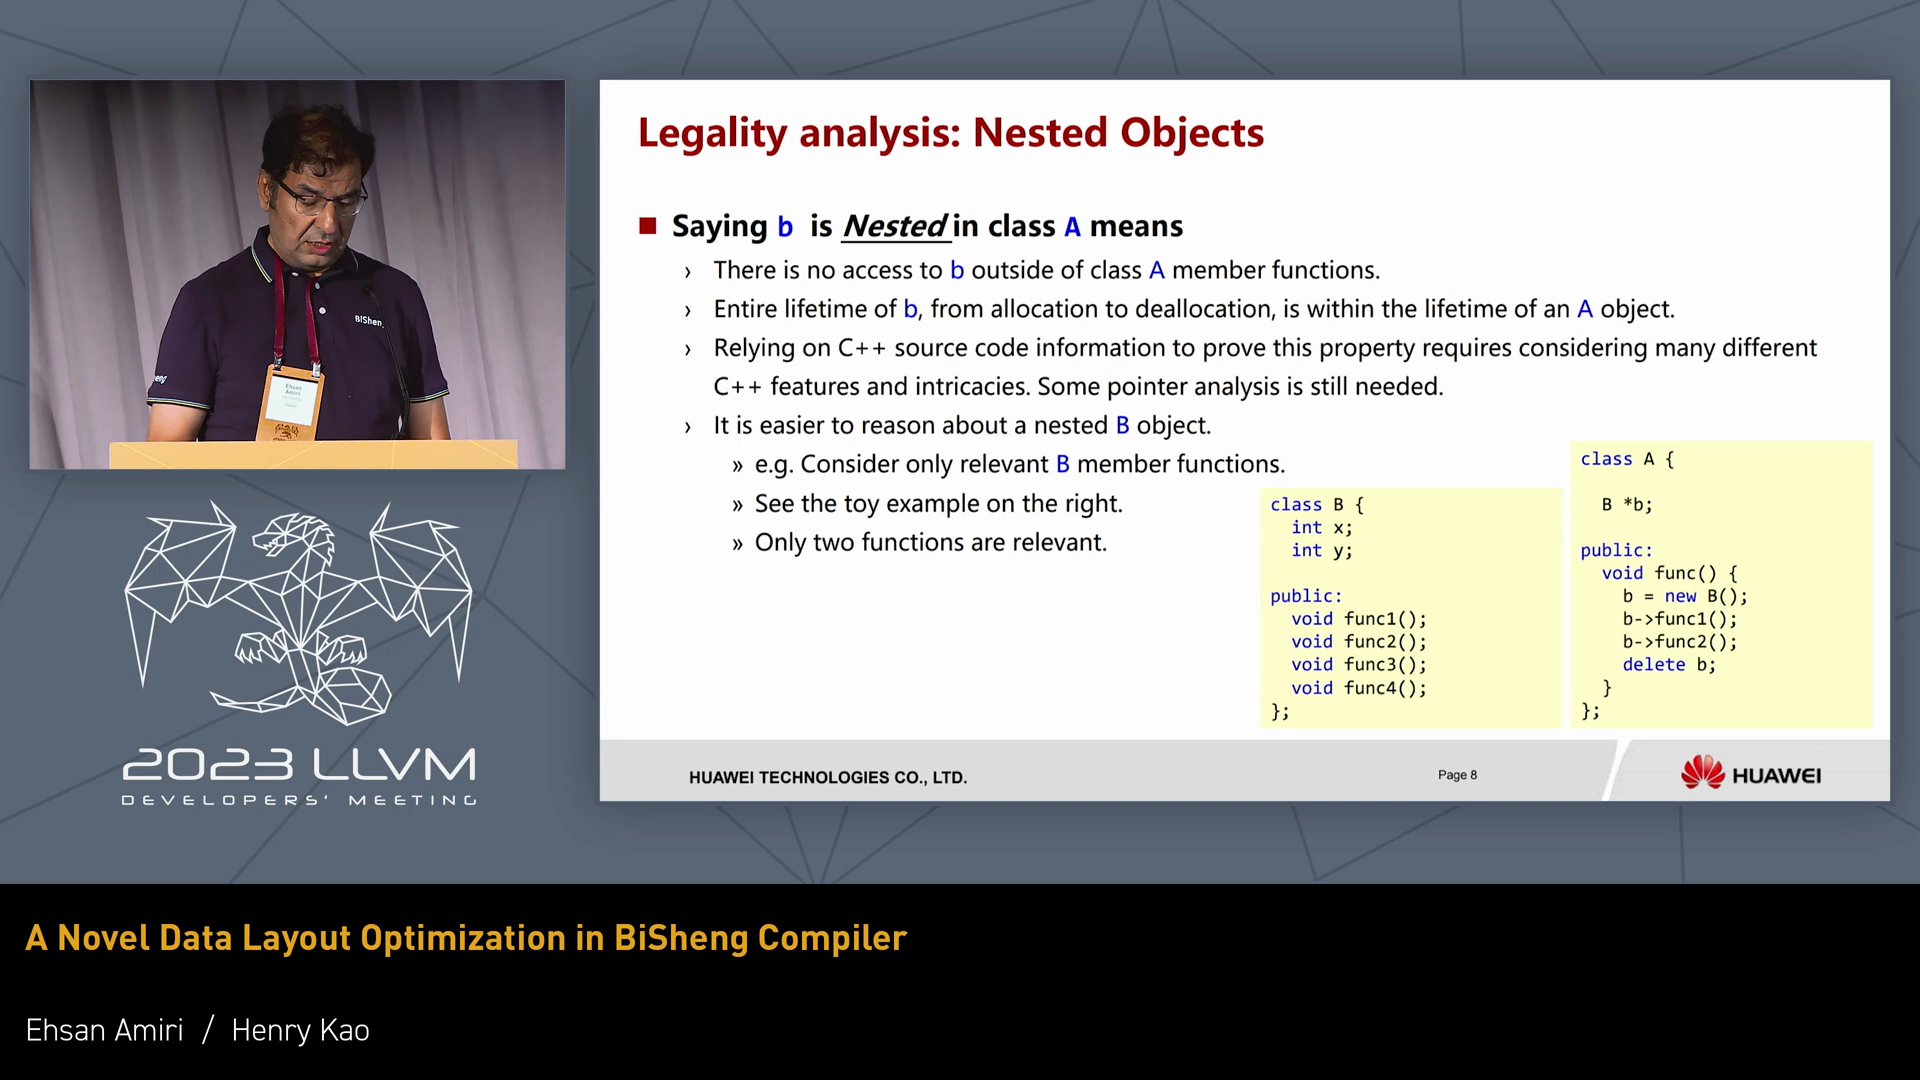 BiSheng
Ehsan
Amiri
2023 LLVM
DEVELOPERS' MEETING
Legality analysis: Nested Objects
Saying b is Nested in class A means
› There is no access to b outside of class A member functions.
› Entire lifetime of b, from allocation to deallocation, is within the lifetime of an A object.
› Relying on C++ source code information to prove this property requires considering many different
C++ features and intricacies. Some pointer analysis is still needed.
› It is easier to reason about a nested B object.
» e.g. Consider only relevant B member functions.
» See the toy example on the right.
» Only two functions are relevant.
class B {
int x;
int y;
public:
void func1();
void func2();
void func3();
void func4();
};
class A {
B *b;
public:
void func() {
b = new B();
b->func1();
b->func2();
delete b;
}
};
HUAWEI TECHNOLOGIES CO., LTD.
Page 8
HUAWEI
A Novel Data Layout Optimization in BiSheng Compiler
Ehsan Amiri / Henry Kao